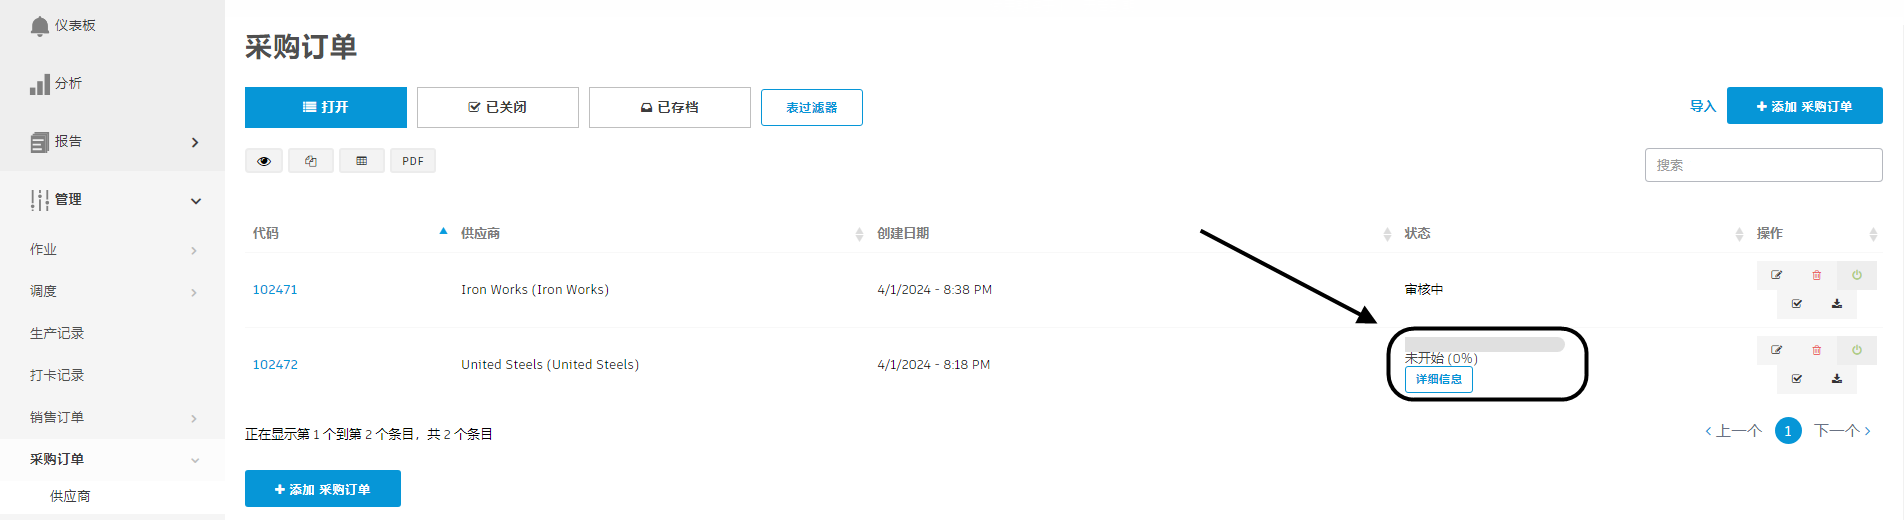 仪表板
分析
报告
管理
作业
调度
生产记录
打卡记录
销售订单
采购订单
供应商
采购订单
打开 已关闭 已存档 表过滤器 导入 添加 采购订单
PDF 搜索
代码 供应商 创建日期 状态 操作
102471 Iron Works (Iron Works) 4/1/2024 - 8:38 PM 审核中
102472 United Steels (United Steels) 4/1/2024 - 8:18 PM 未开始 (0%)
详细信息
正在显示第 1 个到第 2 个条目，共 2 个条目 上一个 1 下一个
添加 采购订单